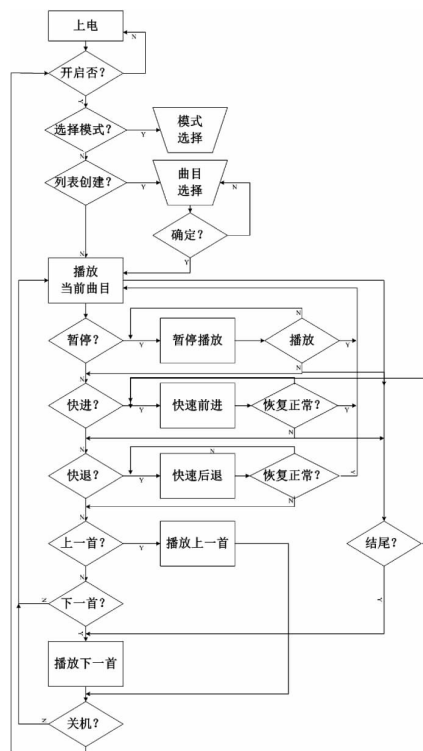 上电
N
开启否？
Y
选择模式？
Y
模式
选择
N
列表创建？
Y
曲目
选择
N
确定？
Y
N
播放
当前曲目
N
暂停？
Y
暂停播放
播放
Y
N
N
N
快进？
Y
快速前进
恢复正常？
Y
N
N
N
快退？
Y
快速后退
恢复正常？
Y
N
N
上一首？
Y
播放上一首
结尾？
N
N
下一首？
Y
Y
播放下一首
N
关机？